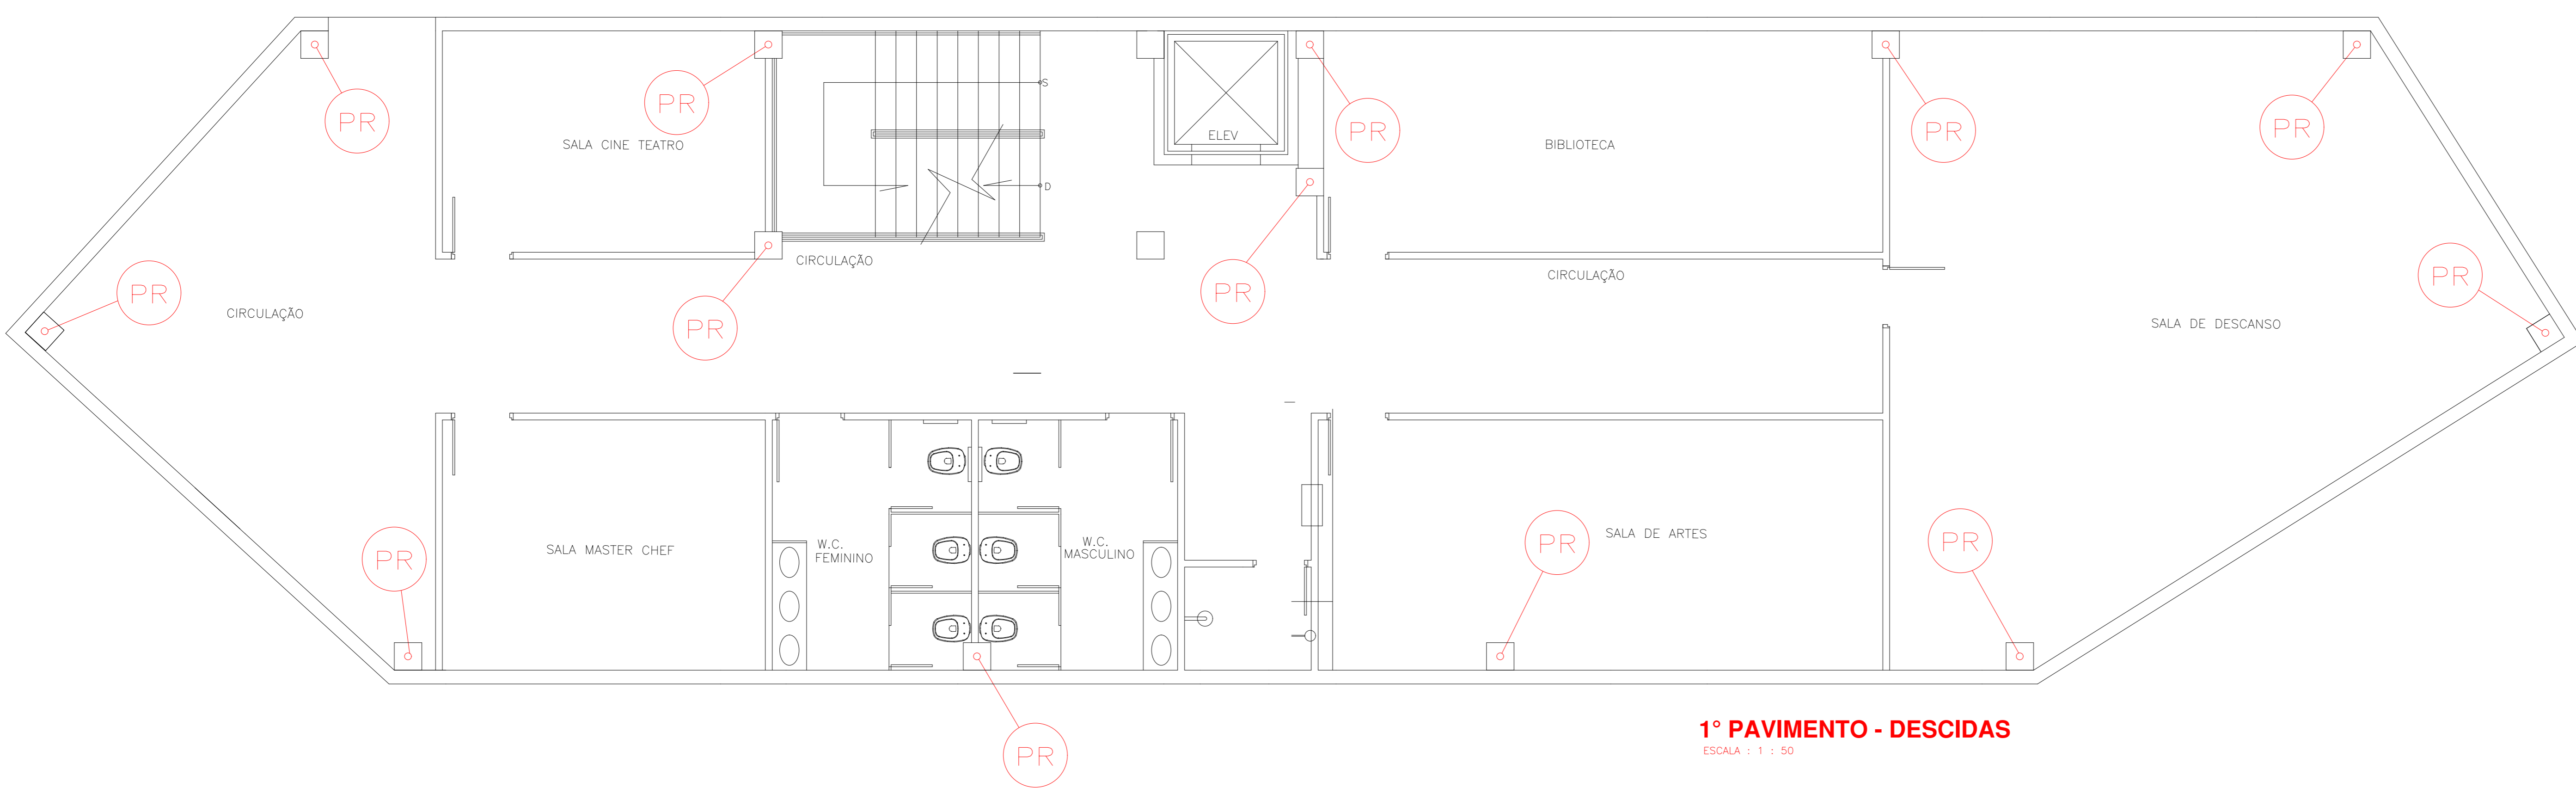 PR
PR
S
PR
PR
PR
PR
ELEV
SALA CINE TEATRO
BIBLIOTECA
D
CIRCULAÇÃO
CIRCULAÇÃO
PR
PR
PR
CIRCULAÇÃO
SALA DE DESCANSO
PR
SALA DE ARTES
PR
PR
W.C.
FEMININO
W.C.
MASCULINO
SALA MASTER CHEF
PR
1° PAVIMENTO - DESCIDAS
ESCALA : 1 : 50
PR